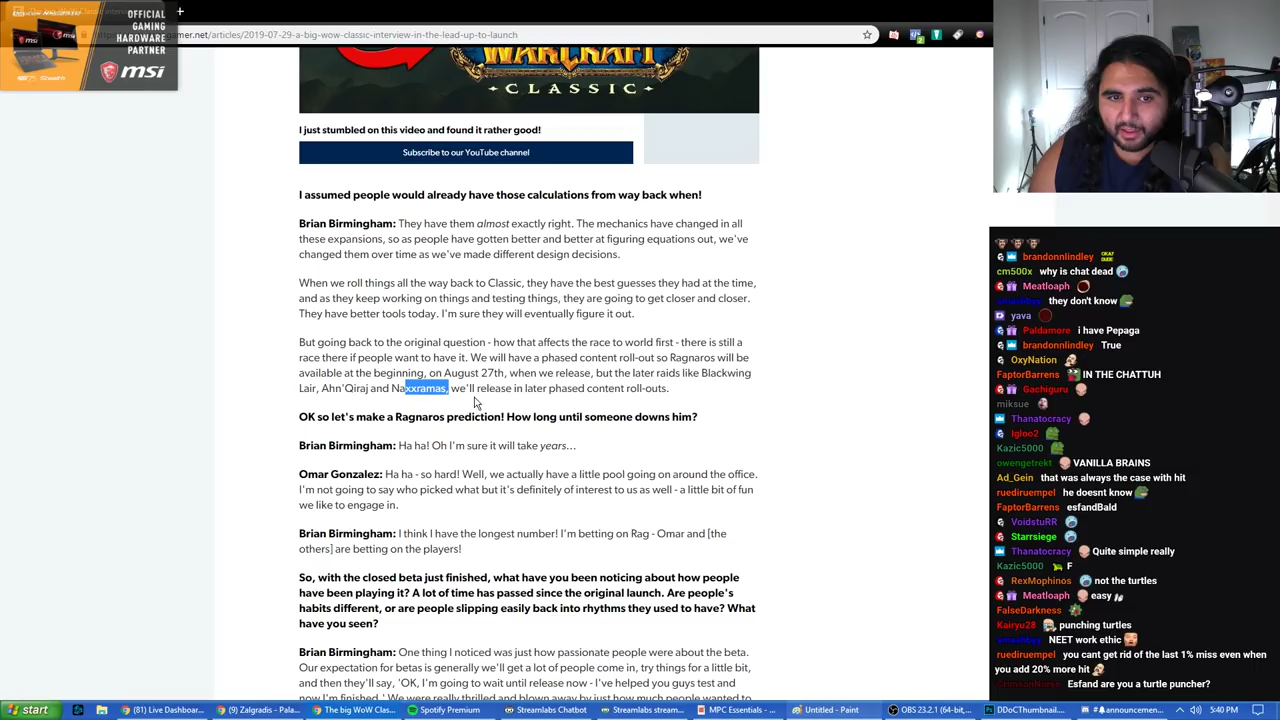 OFFICIAL
GAMING
HARDWARE
PARTNER
msi
gamer.net/articles/2019-07-29-a-big-wow-classic-interview-in-the-lead-up-to-launch
WARCRAFT
CLASSIC
I just stumbled on this video and found it rather good!
Subscribe to our YouTube channel
I assumed people would already have those calculations from way back when!
Brian Birmingham: They have them almost exactly right. The mechanics have changed in all
these expansions, so as people have gotten better and better at figuring equations out, we've
changed them over time as we've made different design decisions.
When we roll things all the way back to Classic, they have the best guesses they had at the time,
and as they keep working on things and testing things, they are going to get closer and closer.
They have better tools today. I'm sure they will eventually figure it out.
But going back to the original question - how that affects the race to world first - there is still a
race there if people want to have it. We will have a phased content roll-out so Ragnaros will be
available at the beginning, on August 27th, when we release, but the later raids like Blackwing
Lair, Ahn'Qiraj and Naxxramas, we'll release in later phased content roll-outs.
OK so let's make a Ragnaros prediction! How long until someone downs him?
Brian Birmingham: Ha ha! Oh I'm sure it will take years...
Omar Gonzalez: Ha ha - so hard! Well, we actually have a little pool going on around the office.
I'm not going to say who picked what but it's definitely of interest to us as well - a little bit of fun
we like to engage in.
Brian Birmingham: I think I have the longest number! I'm betting on Rag - Omar and [the
others] are betting on the players!
So, with the closed beta just finished, what have you been noticing about how people
have been playing it? A lot of time has passed since the original launch. Are people's
habits different, or are people slipping easily back into rhythms they used to have? What
have you seen?
Brian Birmingham: One thing I noticed was just how passionate people were about the beta.
Our expectation for betas is generally we'll get a lot of people come in, try things for a little bit,
and then they'll say, 'OK, I'm going to wait until release now - I've helped you guys test and
now I'm finished.' We were really thrilled and blown away by just how much people wanted to
brandonnlindley
cm500x why is chat dead
Meatloaph
they don't know
yava
Paldamore i have Pepaga
brandonnlindley True
OxyNation
FaptorBarrens IN THE CHATTUH
Gachiguru
miksue
Thanatocracy
Igloo2
Kazic5000
owengetrekt VANILLA BRAINS
Ad_Gein that was always the case with hit
ruediruempel he doesnt know
FaptorBarrens esfandBald
VoidstuRR
Starrsiege
Thanatocracy Quite simple really
Kazic5000 F
RexMophinos not the turtles
Meatloaph easy
FalseDarkness
Kairyu28 punching turtles
NEET work ethic
ruediruempel you cant get rid of the last 1% miss even when
you add 20% more hit
Esfand are you a turtle puncher?
start
(81) Live Dashboar...
(9) Zalgradis - Pala...
The big WoW Clas...
Spotify Premium
Streamlabs Chatbot
Streamlabs stream...
MPC Essentials - ...
Untitled - Paint
OBS 23.2.1 (64-bit,...
DDoCThumbnail....
#announcemen...
5:40 PM